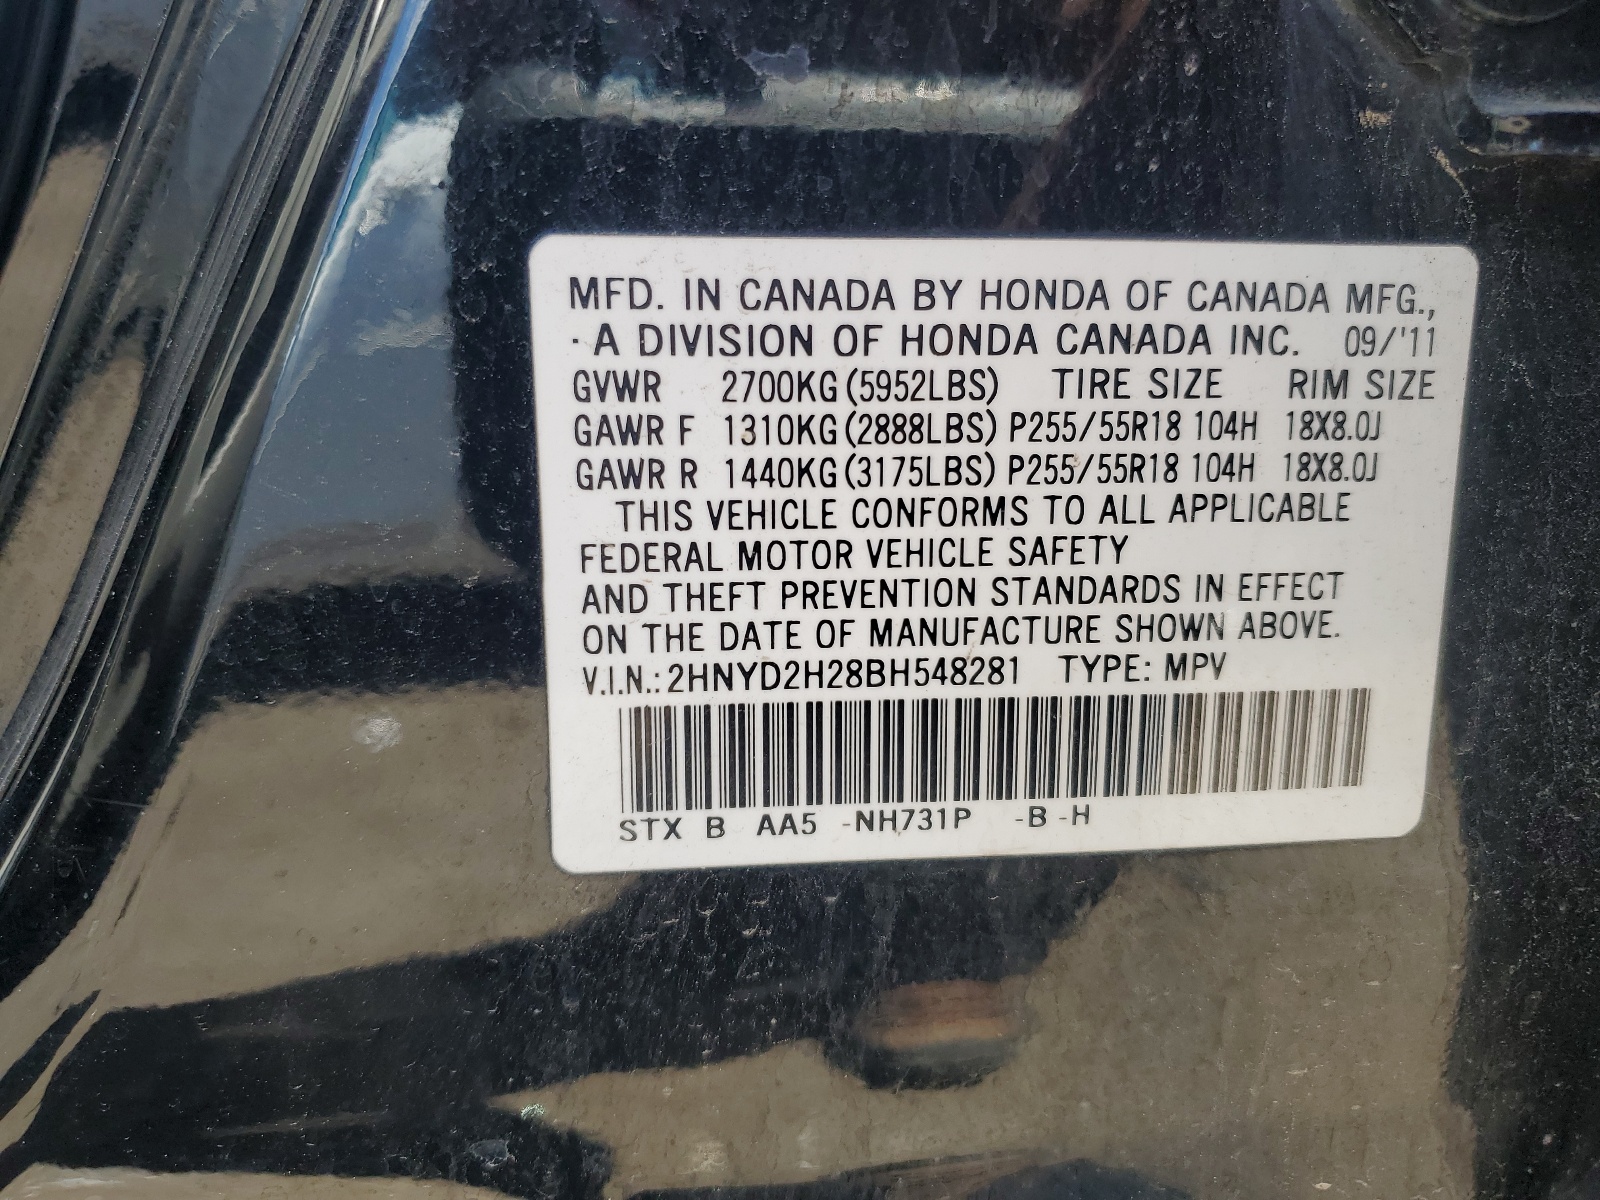 MFD. IN CANADA BY HONDA OF CANADA MFG.,
A DIVISION OF HONDA CANADA INC. 09/'11
GVWR 2700KG (5952LBS) TIRE SIZE RIM SIZE
GAWR F 1310KG (2888LBS) P255/55R18 104H 18X8.0J
GAWR R 1440KG (3175LBS) P255/55R18 104H 18X8.0J
THIS VEHICLE CONFORMS TO ALL APPLICABLE
FEDERAL MOTOR VEHICLE SAFETY
AND THEFT PREVENTION STANDARDS IN EFFECT
ON THE DATE OF MANUFACTURE SHOWN ABOVE.
V.I.N.: 2HNYD2H28BH548281 TYPE: MPV
STX B AA5 -NH731P -B -H